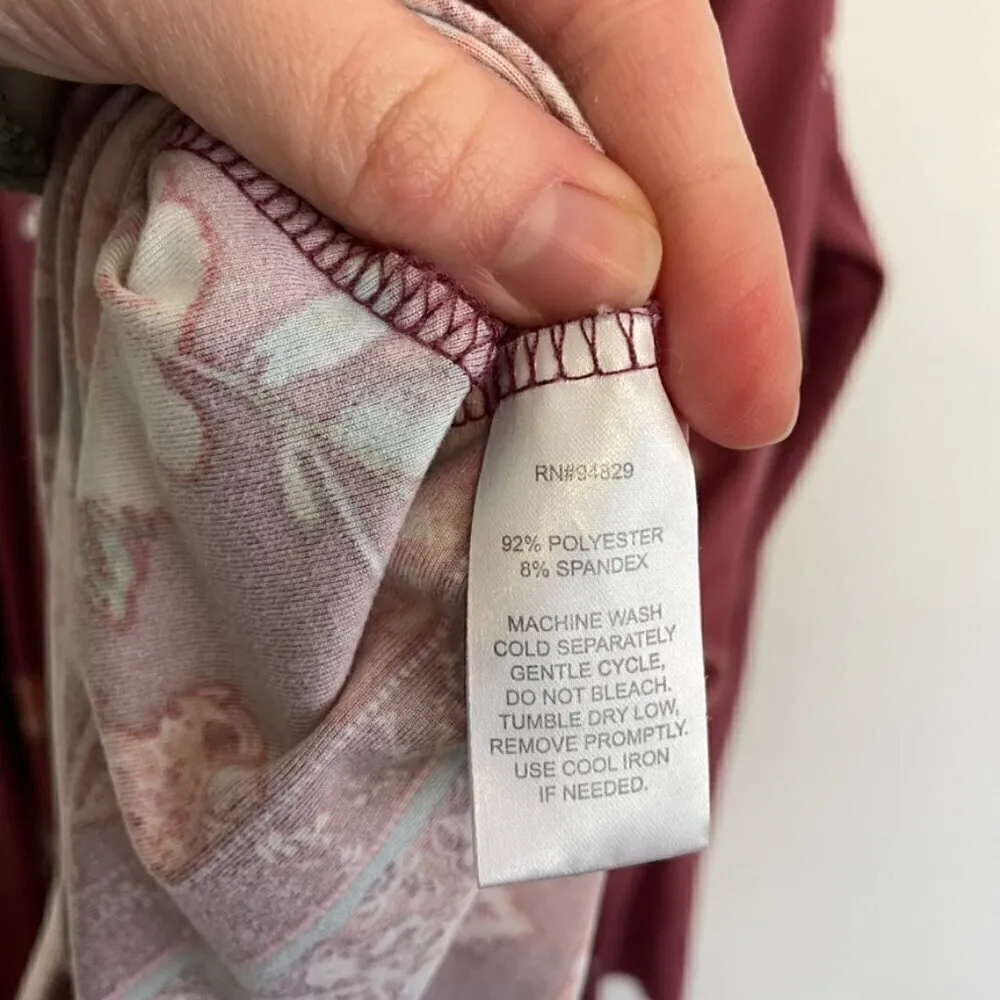 RN#94829
92% POLYESTER
8% SPANDEX
MACHINE WASH
COLD SEPARATELY
GENTLE CYCLE,
DO NOT BLEACH.
TUMBLE DRY LOW,
REMOVE PROMPTLY.
USE COOL IRON
IF NEEDED.